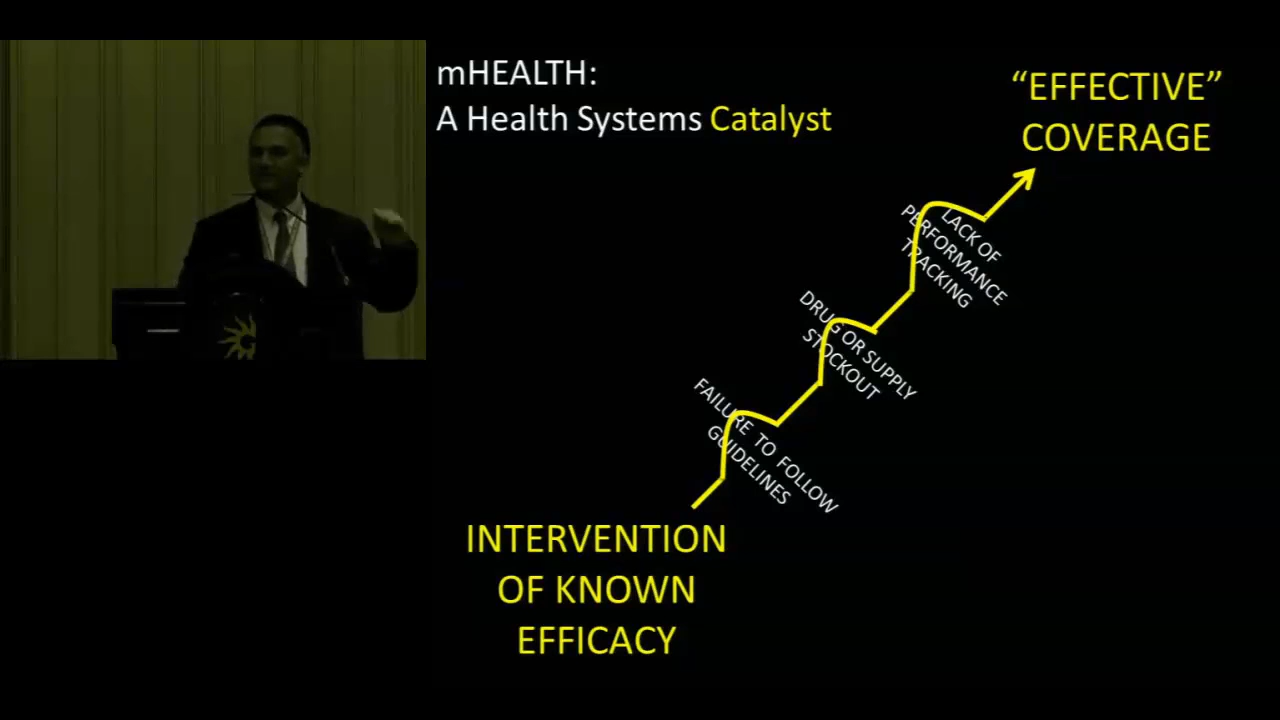 mHEALTH:
A Health Systems Catalyst
“EFFECTIVE”
COVERAGE
LACK OF
PERFORMANCE
TRACKING
DRUG OR SUPPLY
STOCKOUT
FAILURE TO FOLLOW
GUIDELINES
INTERVENTION
OF KNOWN
EFFICACY